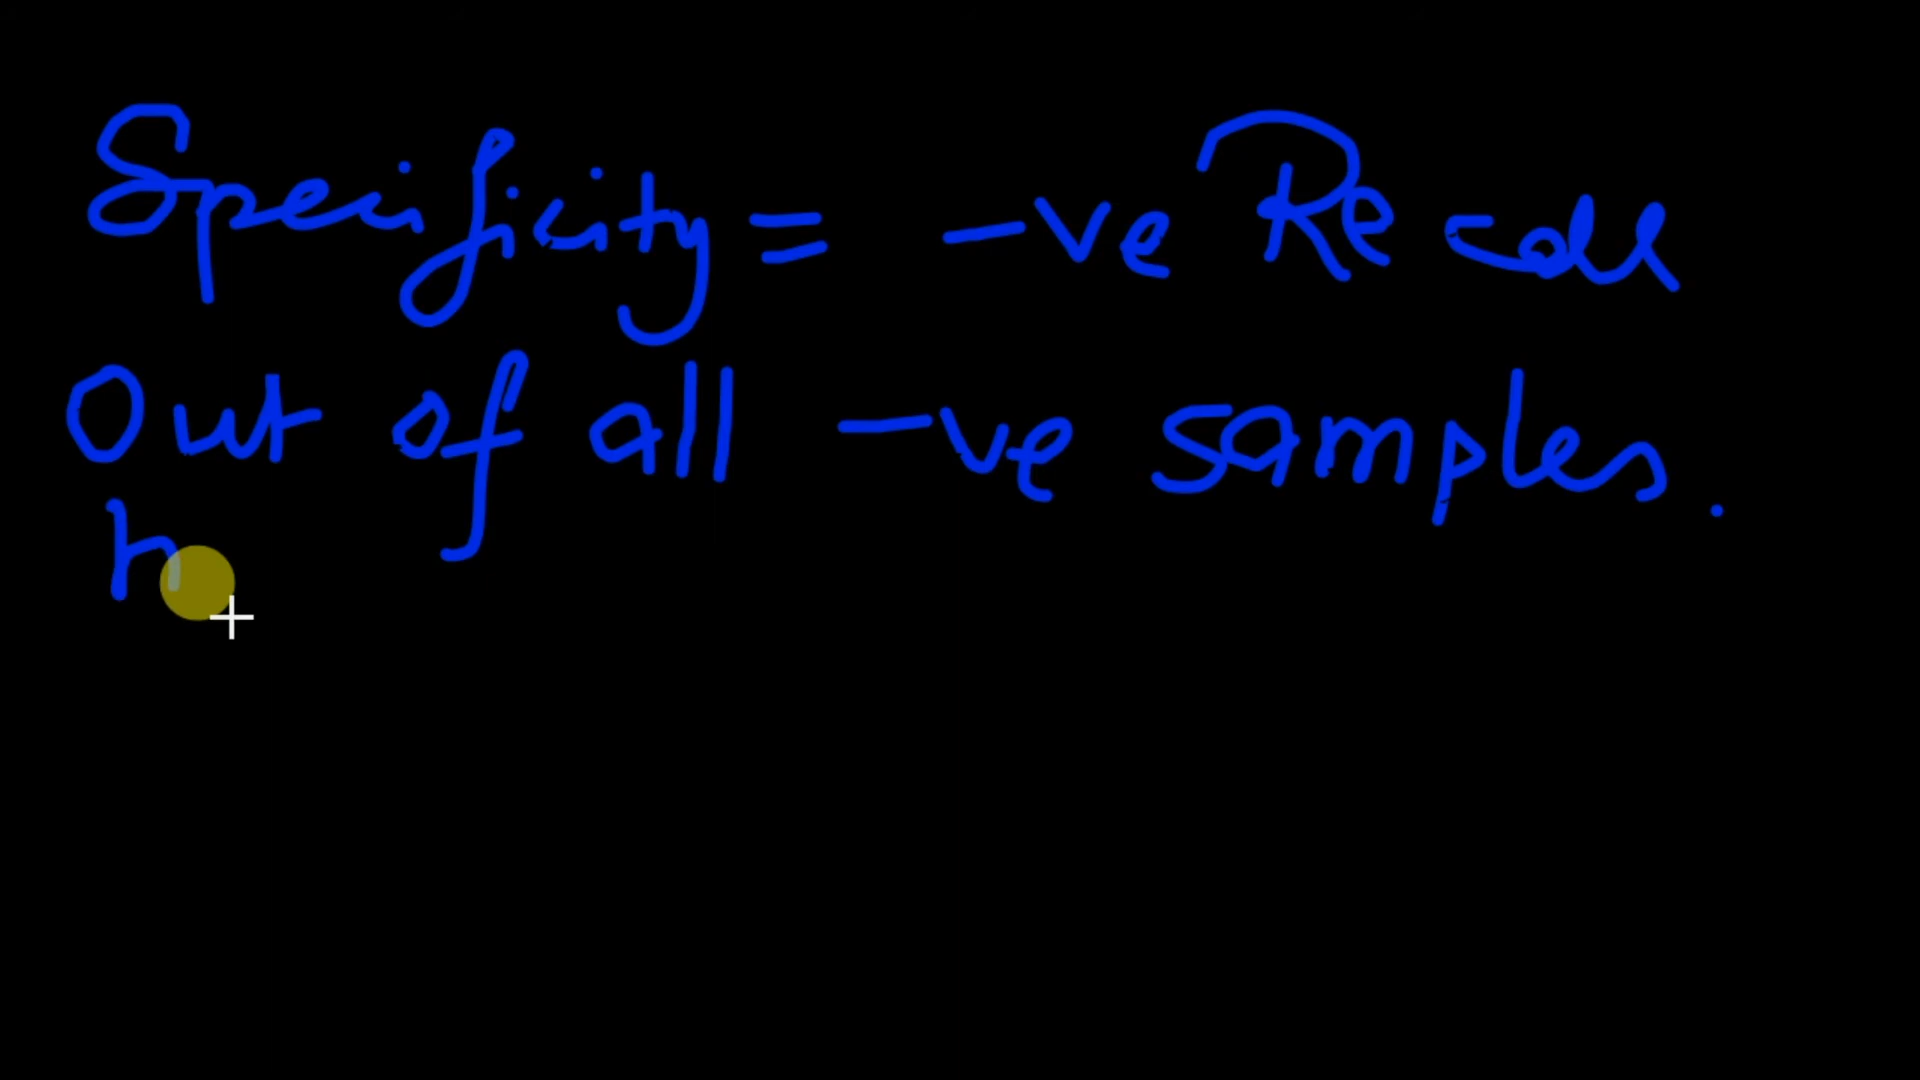 Specificity = -ve Recall
Out of all -ve samples.
h